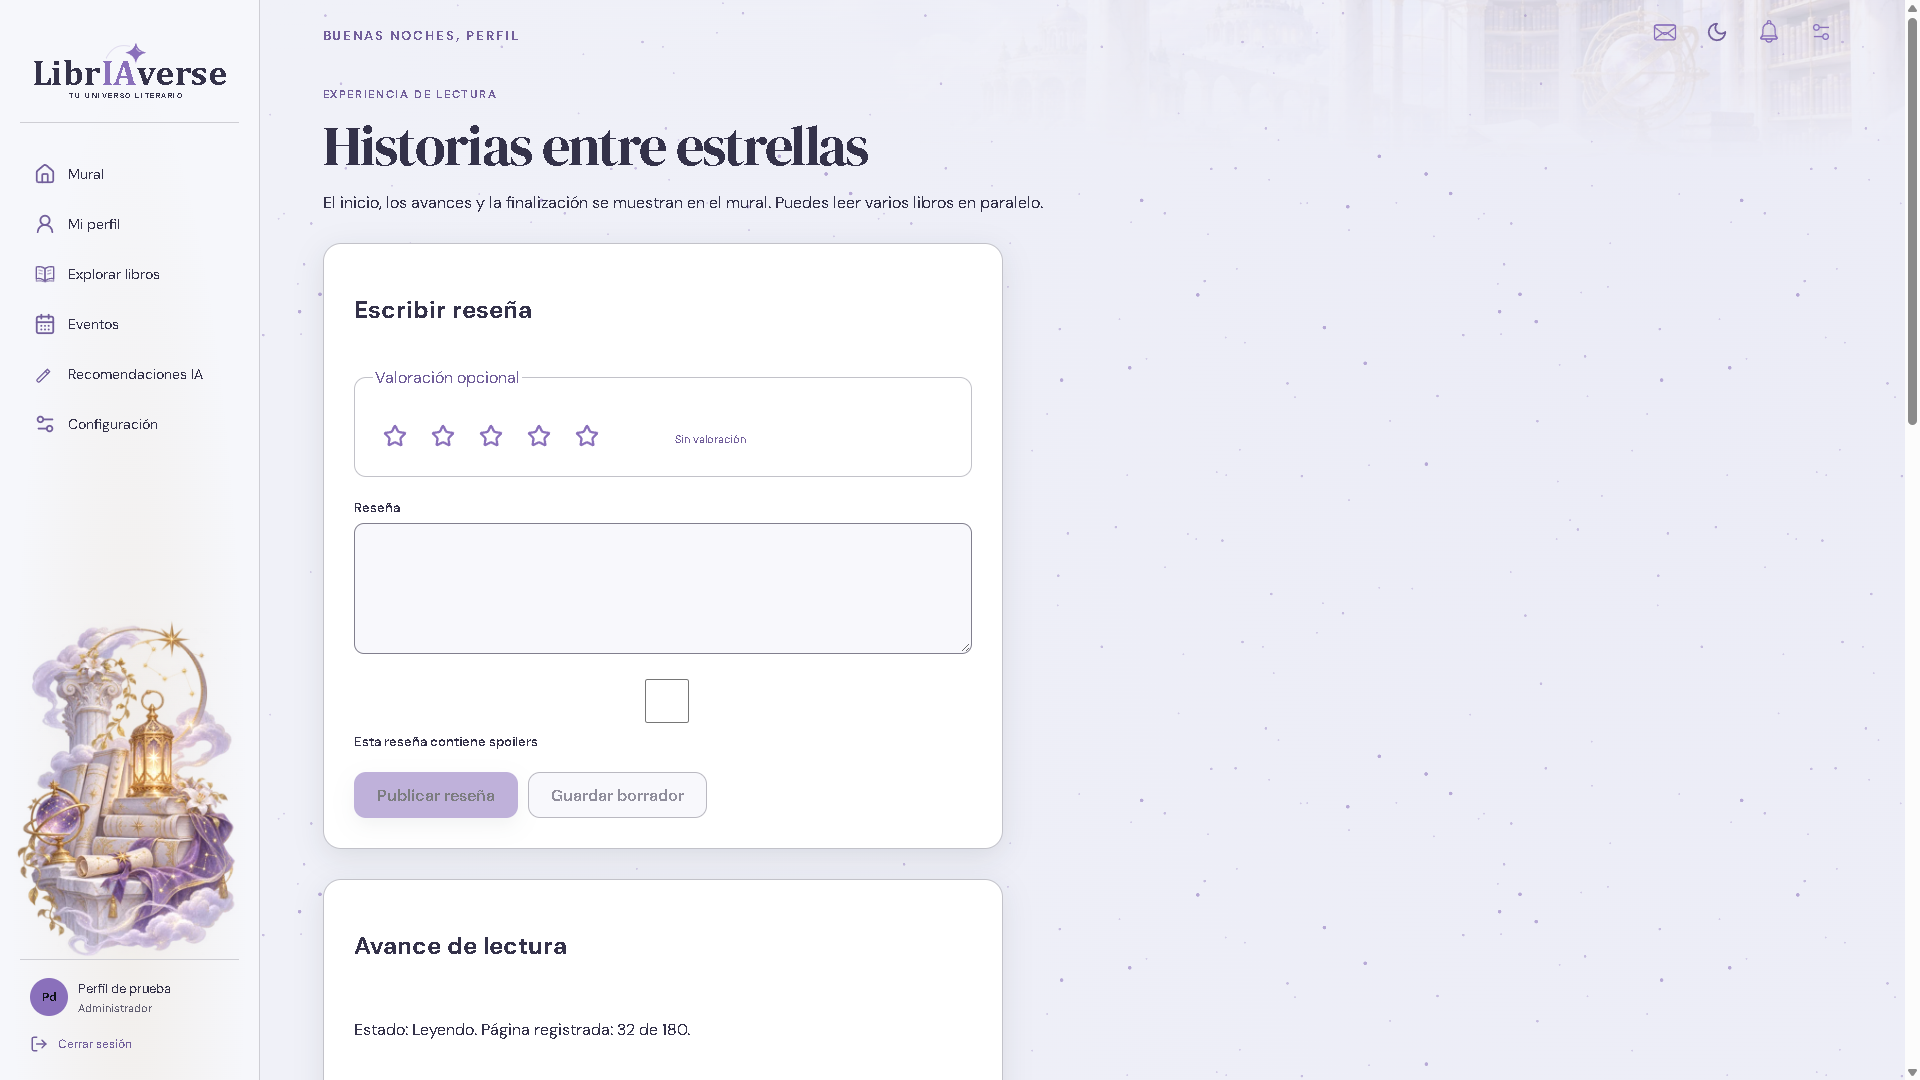 LibrIAverse
TU UNIVERSO LITERARIO
Mural
Mi perfil
Explorar libros
Eventos
Recomendaciones IA
Configuración
Pd
Perfil de prueba
Administrador
Cerrar sesión
BUENAS NOCHES, PERFIL
EXPERIENCIA DE LECTURA
Historias entre estrellas
El inicio, los avances y la finalización se muestran en el mural. Puedes leer varios libros en paralelo.
Escribir reseña
Valoración opcional
Sin valoración
Reseña
Esta reseña contiene spoilers
Publicar reseña
Guardar borrador
Avance de lectura
Estado: Leyendo. Página registrada: 32 de 180.